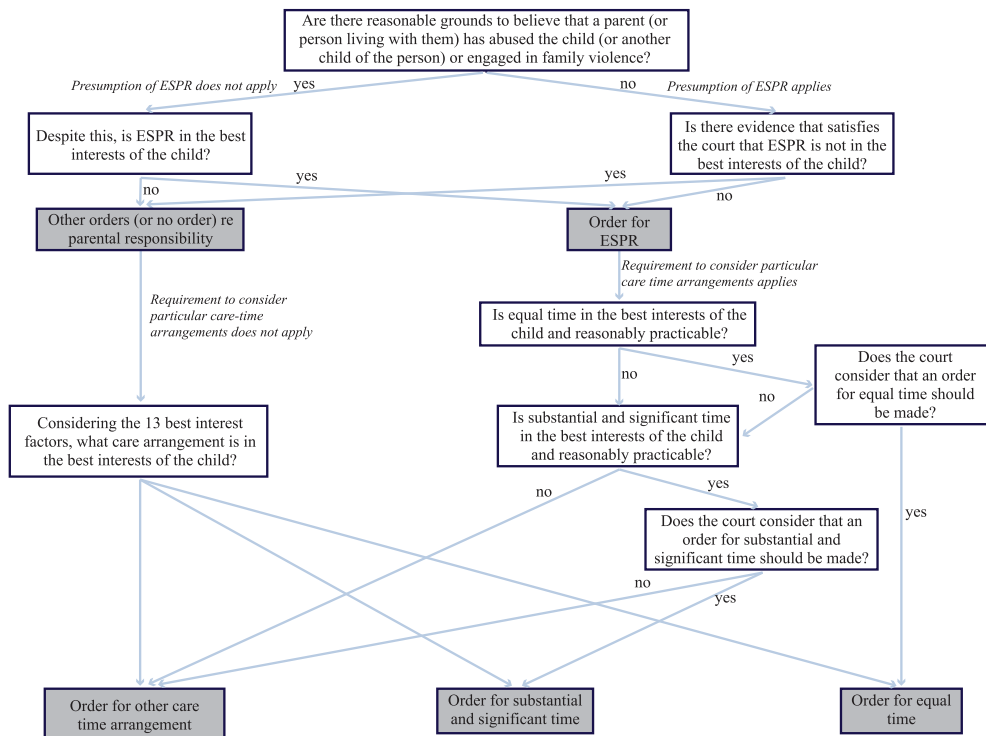 Are there reasonable grounds to believe that a parent (or
person living with them) has abused the child (or another
child of the person) or engaged in family violence?
Presumption of ESPR does not apply
yes
no
Presumption of ESPR applies
Despite this, is ESPR in the best
interests of the child?
Is there evidence that satisfies
the court that ESPR is not in the
best interests of the child?
no
yes
yes
no
Other orders (or no order) re
parental responsibility
Order for
ESPR
Requirement to consider particular
care time arrangements applies
Requirement to consider
particular care-time
arrangements does not apply
Is equal time in the best interests of the
child and reasonably practicable?
no
yes
Does the court
consider that an order
for equal time should
be made?
no
Considering the 13 best interest
factors, what care arrangement is in
the best interests of the child?
Is substantial and significant time
in the best interests of the child
and reasonably practicable?
no
yes
yes
Does the court consider that an
order for substantial and
significant time should be made?
no
yes
Order for other care
time arrangement
Order for substantial
and significant time
Order for equal
time